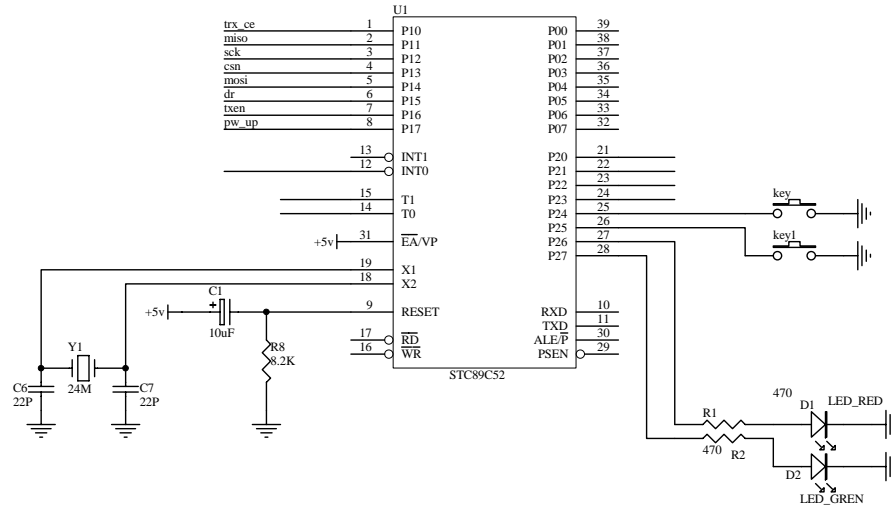 U1
trx_ce 1 P10 P00 39
miso 2 P11 P01 38
sck 3 P12 P02 37
csn 4 P13 P03 36
mosi 5 P14 P04 35
dr 6 P15 P05 34
txen 7 P16 P06 33
pw_up 8 P17 P07 32
13 INT1 P20 21
12 INT0 P21 22
P22 23
15 T1 P23 24
14 T0 P24 25 key
P25 26
+5v 31 EA/VP P26 27 key1
P27 28
19 X1
18 X2
C1
+5v + 9 RESET RXD 10
10uF TXD 11
17 RD ALE/P 30
16 WR PSEN 29
R8
8.2K
Y1
STC89C52
C6 24M C7
22P 22P
470
R1 D1 LED_RED
470 R2
D2
LED_GREN